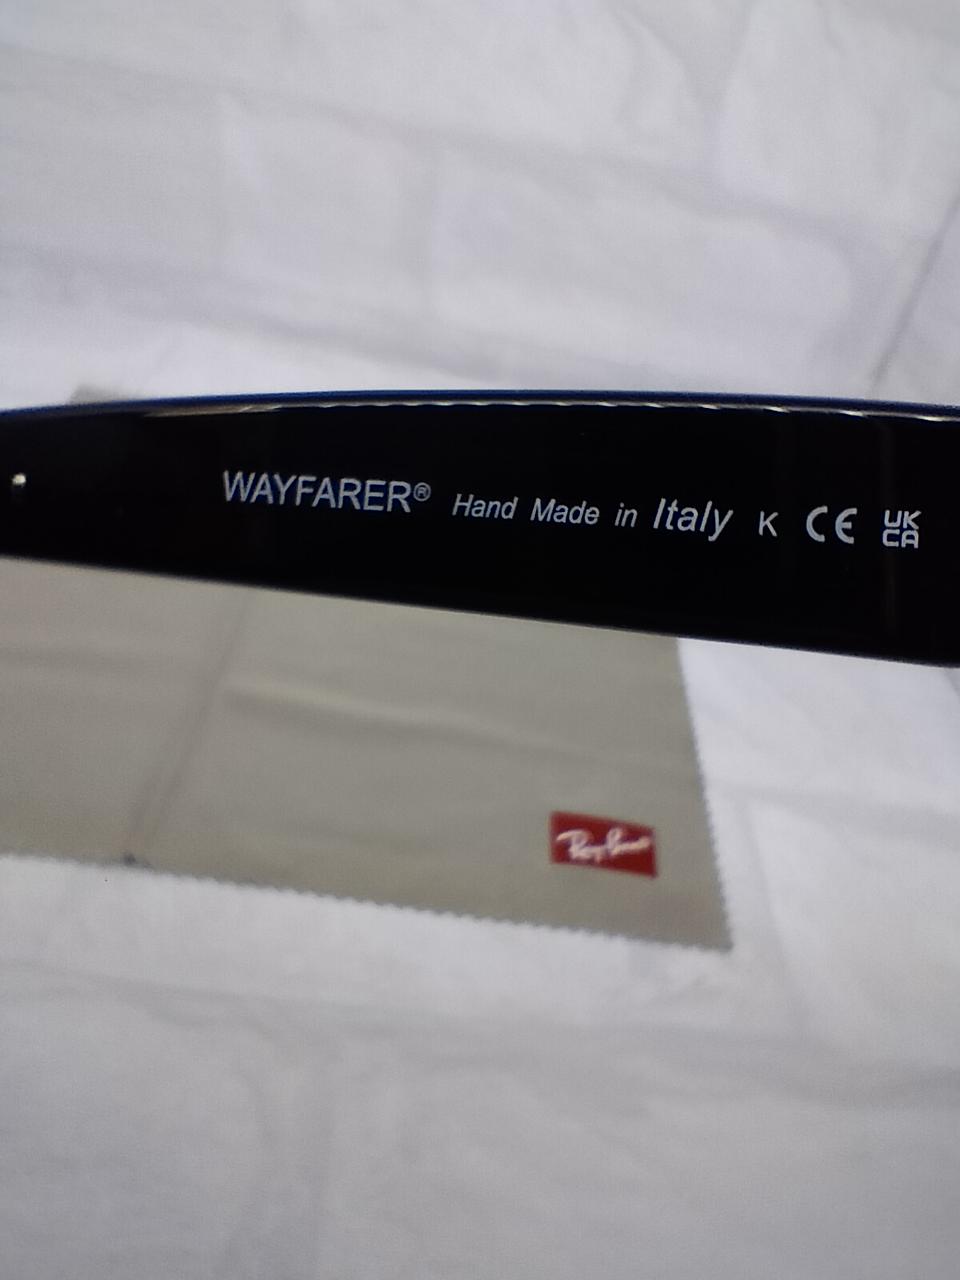 WAYFARER® Hand Made in Italy K CE UK
CA
Ray-Ban